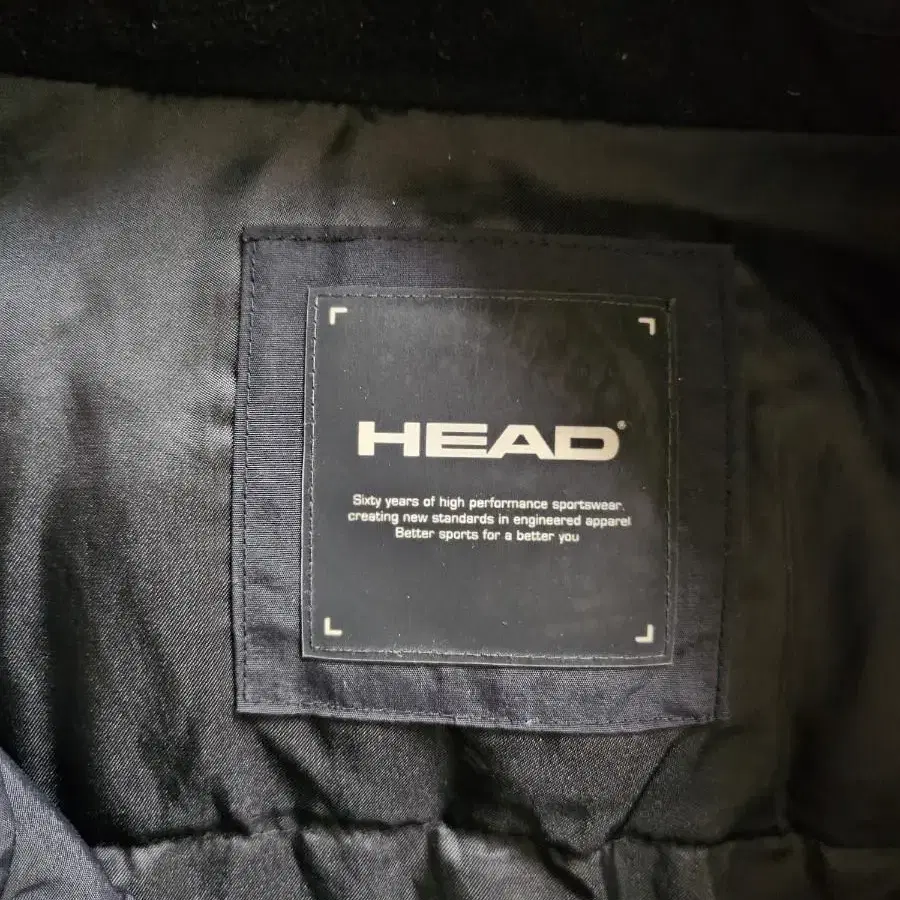 HEAD®
Sixty years of high performance sportswear.
creating new standards in engineered apparel
Better sports for a better you